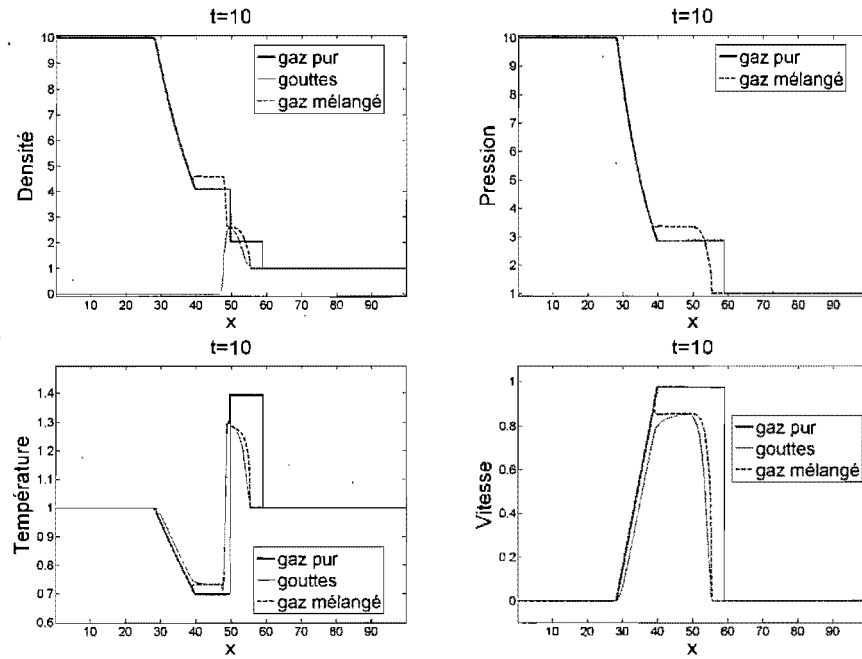 t=10
Densité
10
9
8
7
6
5
4
3
2
1
0
gaz pur
gouttes
gaz mélangé
10 20 30 40 50 60 70 80 90
x
t=10
Pression
10
9
8
7
6
5
4
3
2
1
gaz pur
gaz mélangé
10 20 30 40 50 60 70 80 90
x
t=10
Température
1.4
1.3
1.2
1.1
1
0.9
0.8
0.7
0.6
gaz pur
gouttes
gaz mélangé
10 20 30 40 50 60 70 80 90
x
t=10
Vitesse
1
0.8
0.6
0.4
0.2
0
gaz pur
gouttes
gaz mélangé
10 20 30 40 50 60 70 80 90
x